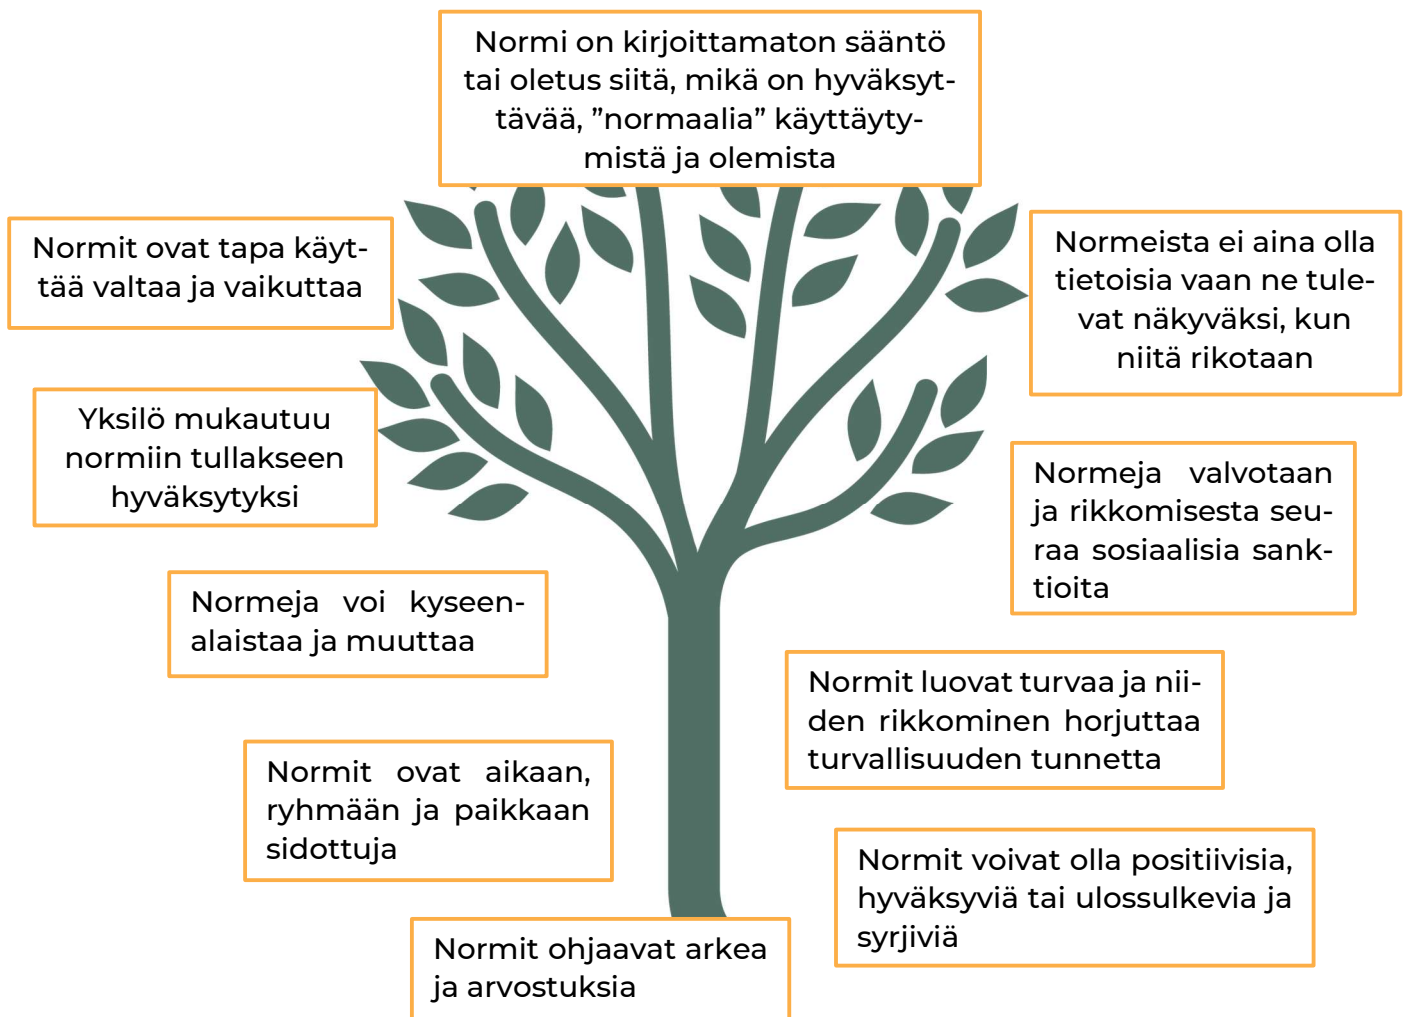 Normi on kirjoittamaton sääntö
tai oletus siitä, mikä on hyväksyt-
tävää, ”normaalia” käyttäyty-
mistä ja olemista
Normit ovat tapa käyt-
tää valtaa ja vaikuttaa
Normeista ei aina olla
tietoisia vaan ne tule-
vat näkyväksi, kun
niitä rikotaan
Yksilö mukautuu
normiin tullakseen
hyväksytyksi
Normeja valvotaan
ja rikkomisesta seu-
raa sosiaalisia sank-
tioita
Normeja voi kyseen-
alaistaa ja muuttaa
Normit luovat turvaa ja nii-
den rikkominen horjuttaa
turvallisuuden tunnetta
Normit ovat aikaan,
ryhmään ja paikkaan
sidottuja
Normit voivat olla positiivisia,
hyväksyviä tai ulossulkevia ja
syrjiviä
Normit ohjaavat arkea
ja arvostuksia